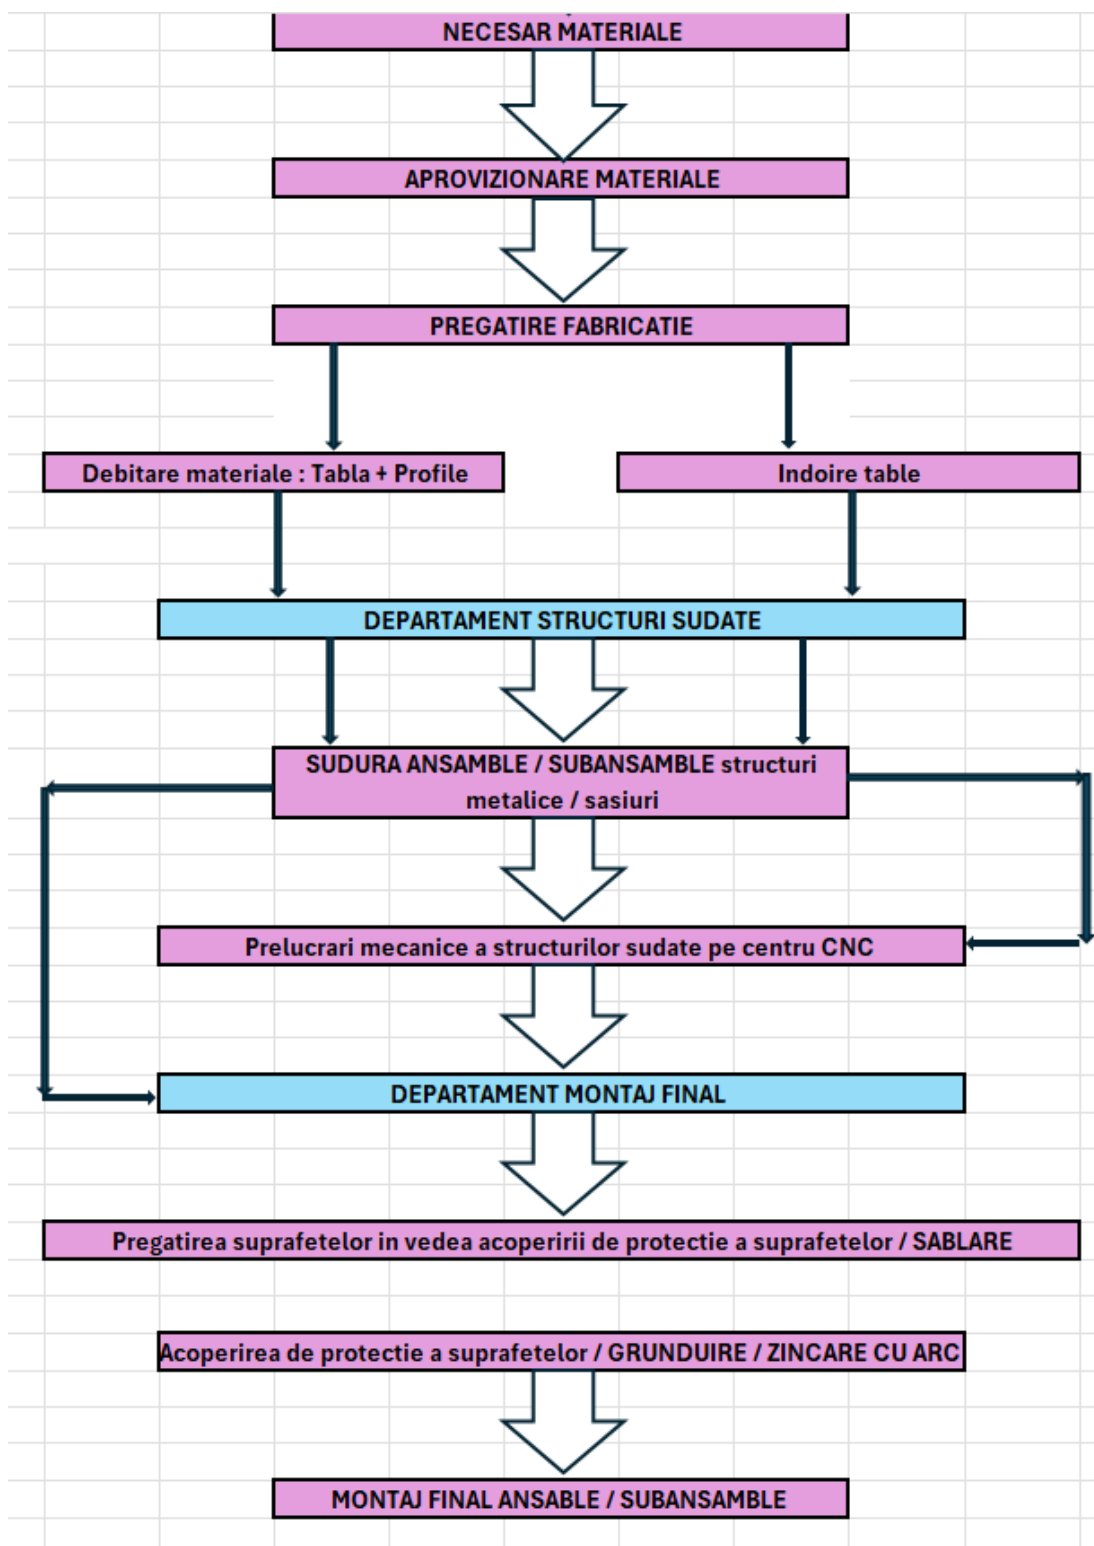 NECESAR MATERIALE
APROVIZIONARE MATERIALE
PREGATIRE FABRICATIE
Debitare materiale : Tabla + Profile
Indoire table
DEPARTAMENT STRUCTURI SUDATE
SUDURA ANSAMBLE / SUBANSAMBLE structuri
metalice / sasiuri
Prelucrari mecanice a structurilor sudate pe centru CNC
DEPARTAMENT MONTAJ FINAL
Pregatirea suprafetelor in vedea acoperirii de protectie a suprafetelor / SABLARE
Acoperirea de protectie a suprafetelor / GRUNDUIRE / ZINCARE CU ARC
MONTAJ FINAL ANSABLE / SUBANSAMBLE